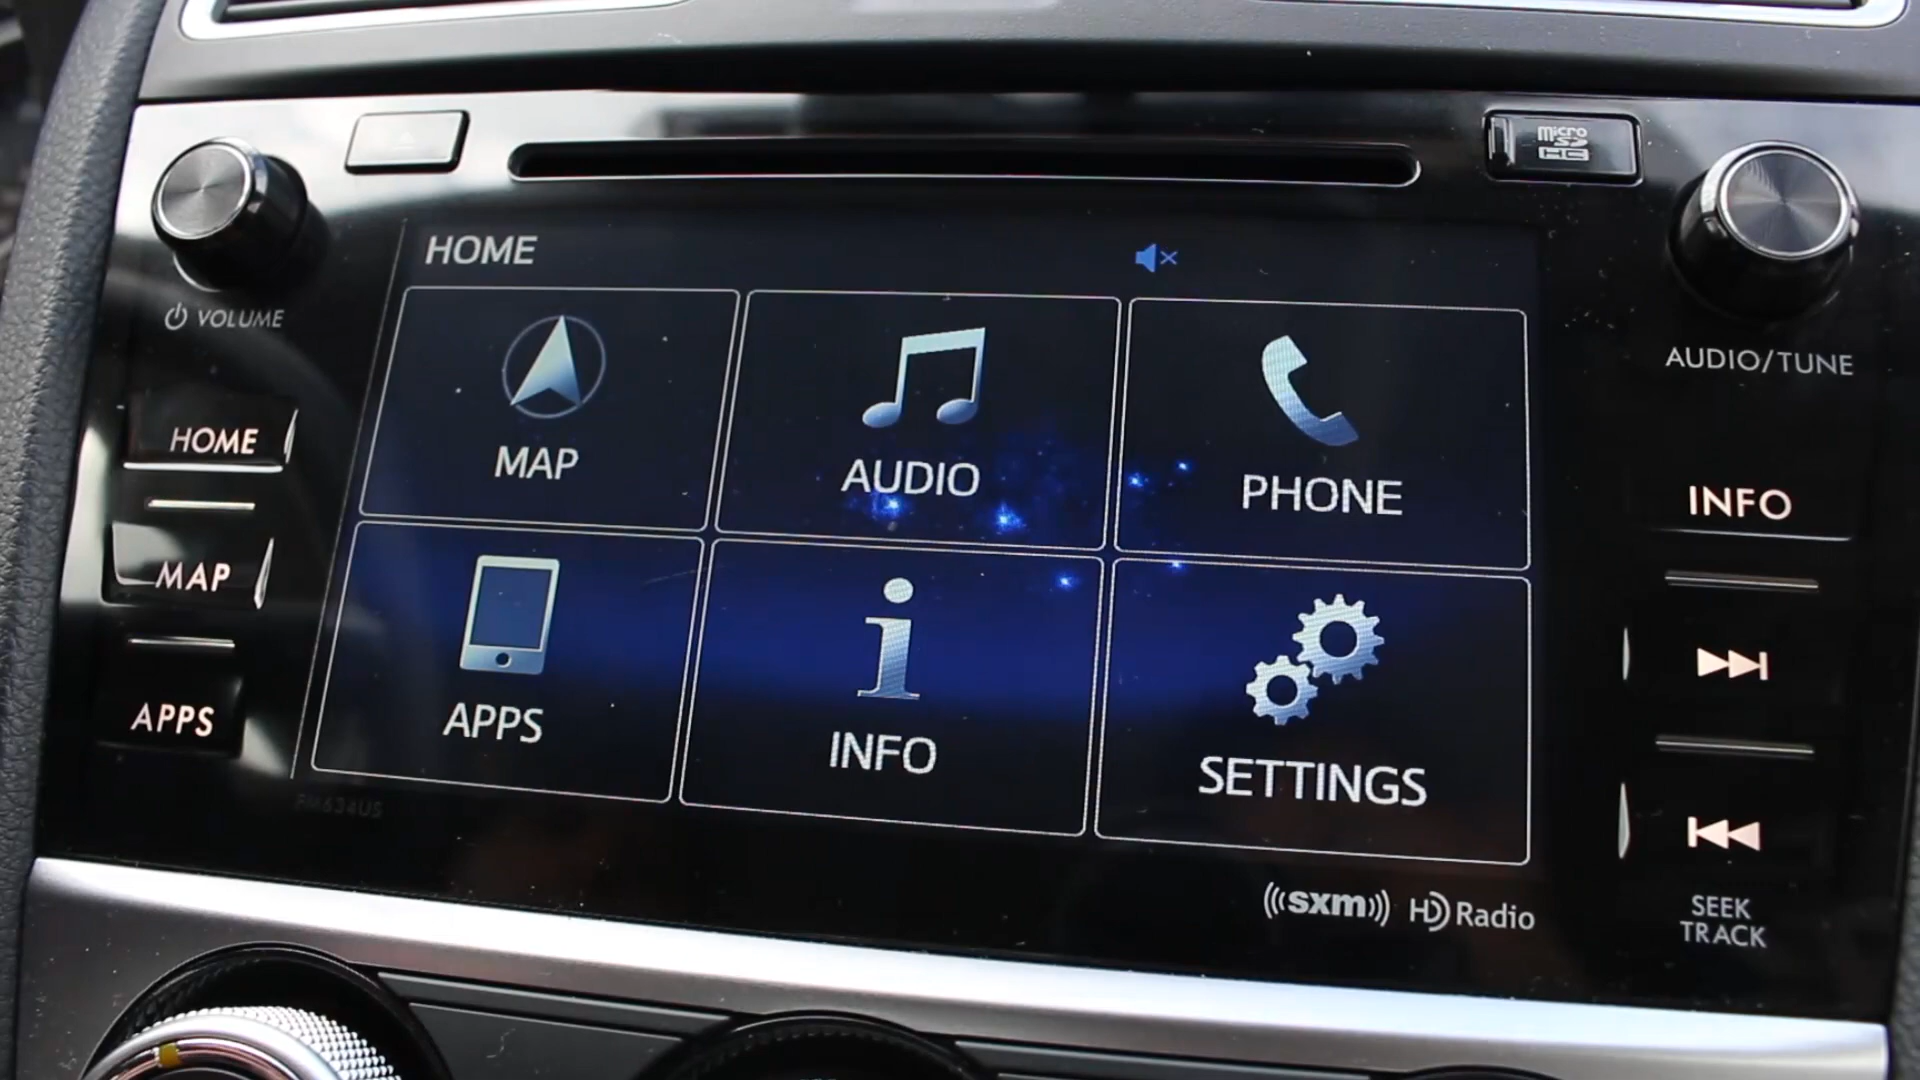 Micro
SD
HC
VOLUME
HOME
AUDIO/TUNE
HOME
MAP
AUDIO
PHONE
INFO
MAP
APPS
INFO
SETTINGS
APPS
FM634US
sxm HD Radio
SEEK
TRACK